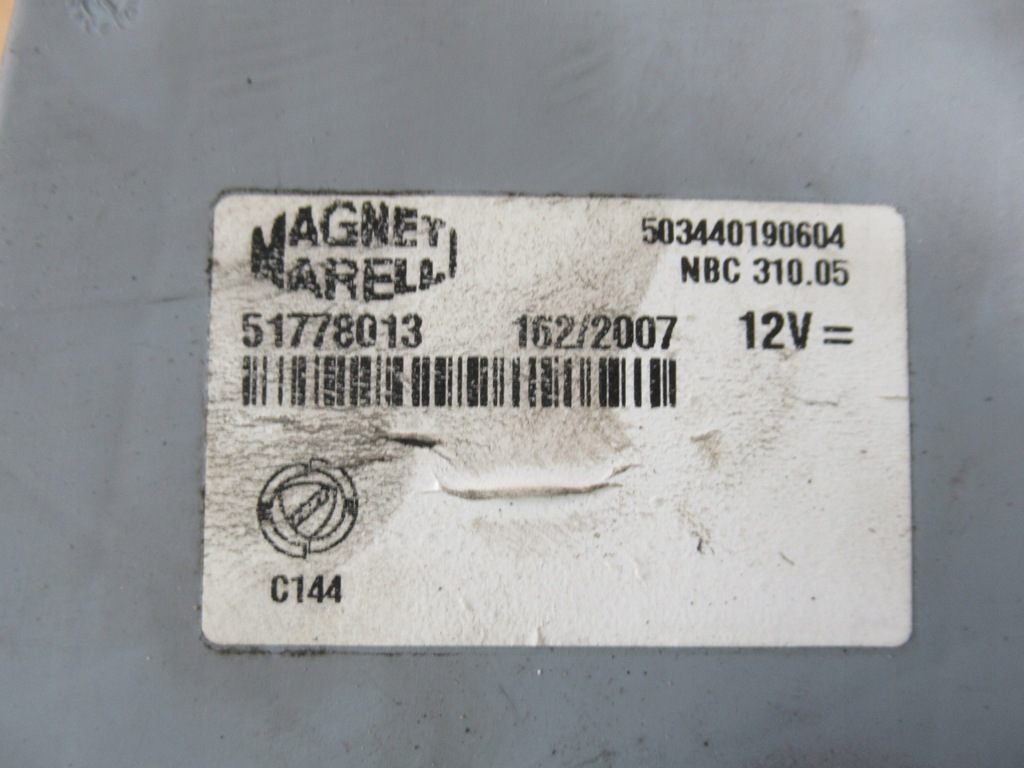 MAGNETI
MARELLI
503440190604
NBC 310.05
51778013 162/2007 12V =
C144